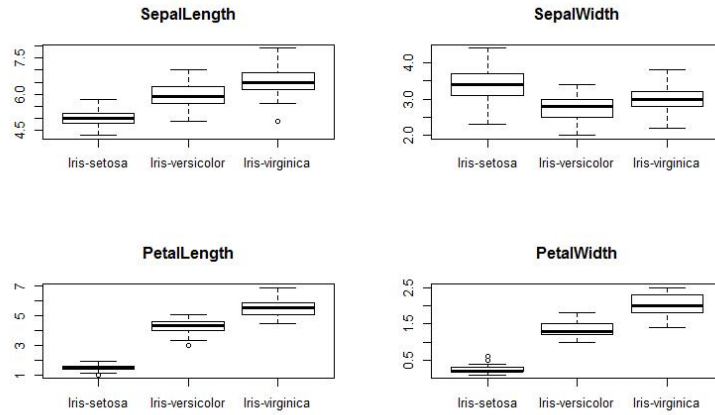 SepalLength
7.5
6.0
4.5
Iris-setosa Iris-versicolor Iris-virginica
SepalWidth
4.0
3.0
2.0
Iris-setosa Iris-versicolor Iris-virginica
PetalLength
7
5
3
1
Iris-setosa Iris-versicolor Iris-virginica
PetalWidth
2.5
1.5
0.5
Iris-setosa Iris-versicolor Iris-virginica